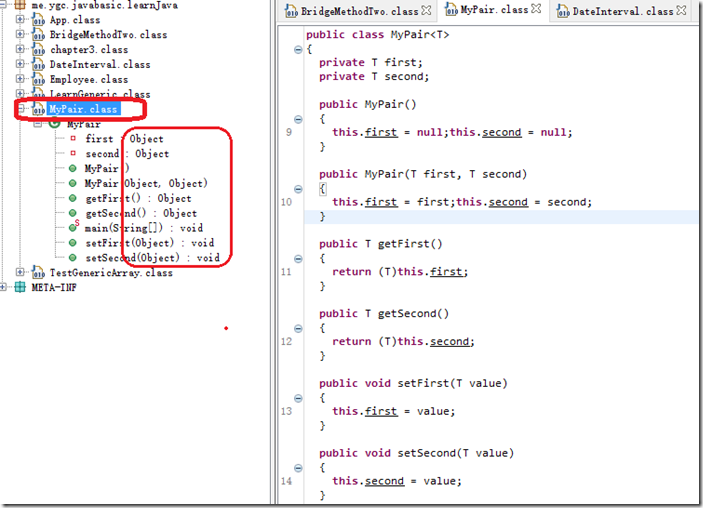 me.ygc.javabasic.learnJava
App.class
BridgeMethodTwo.class
chapter3.class
DateInterval.class
Employee.class
LearnGeneric.class
MyPair.class
MyPair
first : Object
second : Object
MyPair()
MyPair(Object, Object)
getFirst() : Object
getSecond() : Object
main(String[]) : void
setFirst(Object) : void
setSecond(Object) : void
TestGenericArray.class
META-INF
BridgeMethodTwo.class MyPair.class DateInterval.class
public class MyPair<T>
{
private T first;
private T second;
public MyPair()
{
9 this.first = null;this.second = null;
}
public MyPair(T first, T second)
{
10 this.first = first;this.second = second;
}
public T getFirst()
{
11 return (T)this.first;
}
public T getSecond()
{
12 return (T)this.second;
}
public void setFirst(T value)
{
13 this.first = value;
}
public void setSecond(T value)
{
14 this.second = value;
}